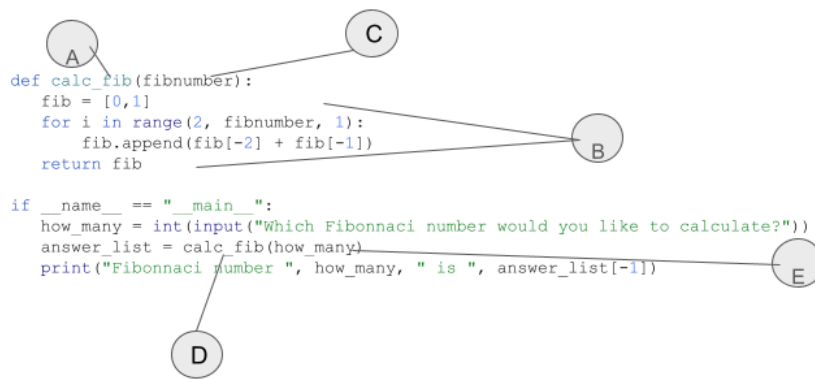 C
A
def calc_fib(fibnumber):
fib = [0,1]
for i in range(2, fibnumber, 1):
fib.append(fib[-2] + fib[-1])
B
return fib
if __name__ == "__main__":
how_many = int(input("Which Fibonnaci number would you like to calculate?"))
answer_list = calc_fib(how_many)
print("Fibonnaci number ", how_many, " is ", answer_list[-1])
E
D